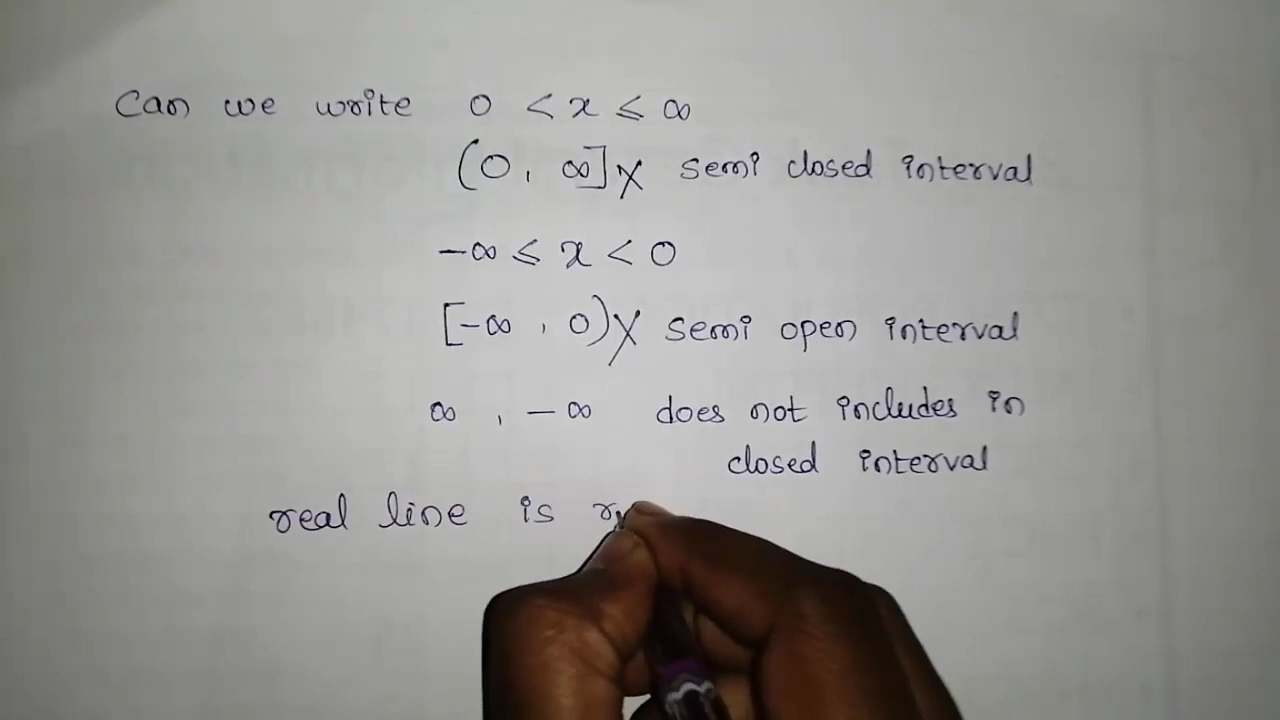 Can we write 0 < x ≤ ∞
(0, ∞] X semi closed interval
-∞ ≤ x < 0
[-∞, 0) X semi open interval
∞, -∞ does not includes in
closed interval
real line is